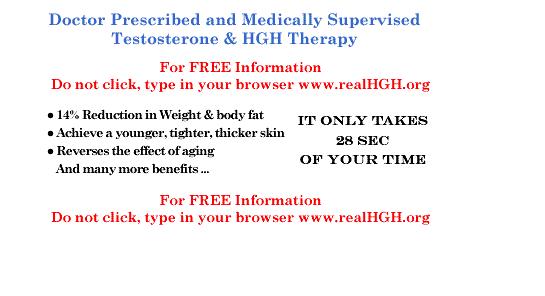 Doctor Prescribed and Medically Supervised
Testosterone & HGH Therapy
For FREE Information
Do not click, type in your browser www.realHGH.org
• 14% Reduction in Weight & body fat
• Achieve a younger, tighter, thicker skin
• Reverses the effect of aging
And many more benefits ...
IT ONLY TAKES
28 SEC
OF YOUR TIME
For FREE Information
Do not click, type in your browser www.realHGH.org